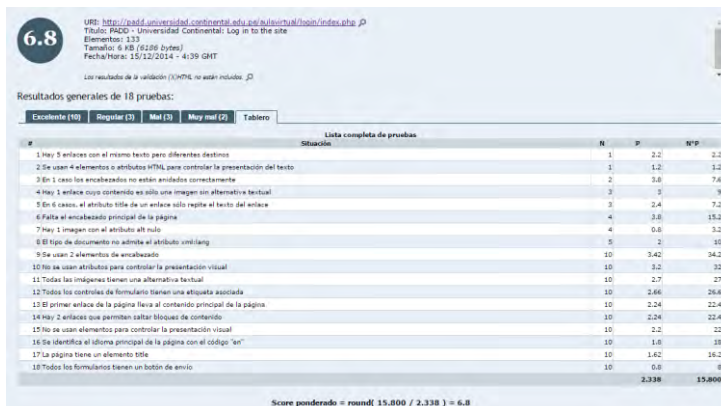 6.8
URI: http://padd.universidad.continental.edu.pe/aulavirtual/login/index.php
Título: PADD - Universidad Continental: Log in to the site
Elementos: 133
Tamaño: 6 KB (6186 bytes)
Fecha/Hora: 15/12/2014 - 4:39 GMT
Los resultados de la validación (X)HTML no están incluidos.
Resultados generales de 18 pruebas:
Excelente (10) Regular (3) Mal (3) Muy mal (2) Tablero
Lista completa de pruebas
# Situación N P N*P
1 Hay 5 enlaces con el mismo texto pero diferentes destinos 1 2.2 2.2
2 Se usan 4 elementos o atributos HTML para controlar la presentación del texto 1 1.2 1.2
3 En 1 caso los encabezados no están anidados correctamente 2 3.8 7.6
4 Hay 1 enlace cuyo contenido es sólo una imagen sin alternativa textual 3 3 9
5 En 6 casos, el atributo title de un enlace sólo repite el texto del enlace 3 2.4 7.2
6 Falta el encabezado principal de la página 4 3.8 15.2
7 Hay 1 imagen con el atributo alt nulo 4 0.8 3.2
8 El tipo de documento no admite el atributo xml:lang 5 2 10
9 Se usan 2 elementos de encabezado 10 3.42 34.2
10 No se usan atributos para controlar la presentación visual 10 3.2 32
11 Todas las imágenes tienen una alternativa textual 10 2.7 27
12 Todos los controles de formulario tienen una etiqueta asociada 10 2.66 26.6
13 El primer enlace de la página lleva al contenido principal de la página 10 2.24 22.4
14 Hay 2 enlaces que permiten saltar bloques de contenido 10 2.24 22.4
15 No se usan elementos para controlar la presentación visual 10 2.2 22
16 Se identifica el idioma principal de la página con el código "en" 10 1.8 18
17 La página tiene un elemento title 10 1.62 16.2
18 Todos los formularios tienen un botón de envío 10 0.8 8
2.338 15.800
Score ponderado = round( 15.800 / 2.338 ) = 6.8